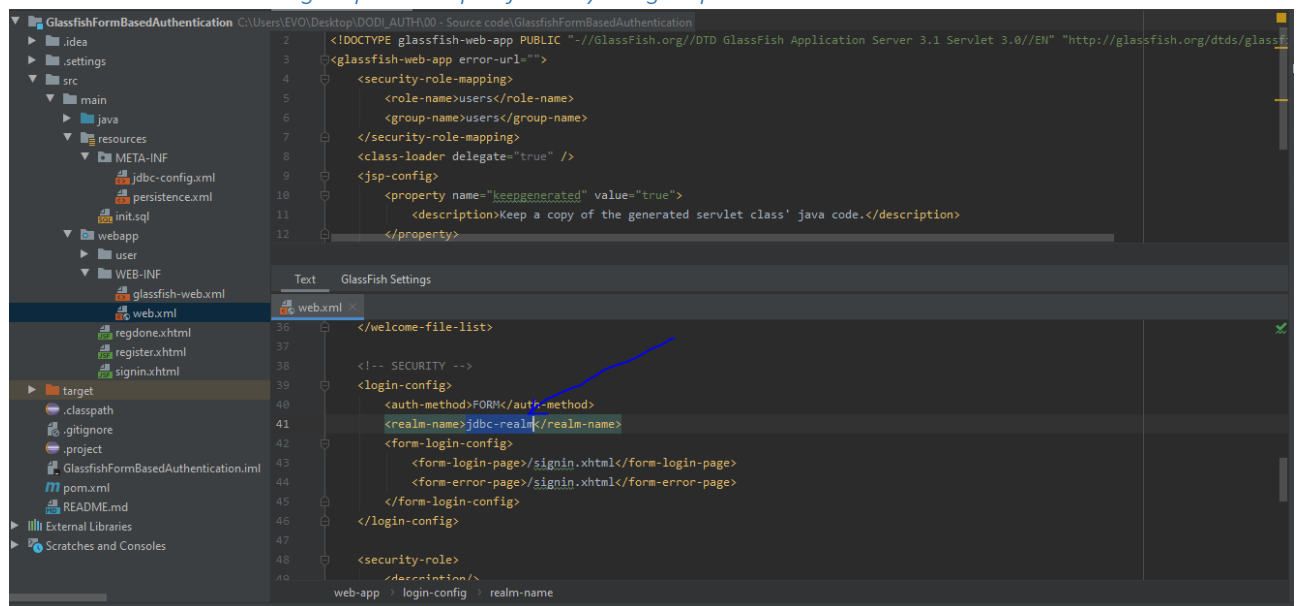 GlassfishFormBasedAuthentication C:\Users\EVO\Desktop\DODI_AUTH\00 - Source code\GlassfishFormBasedAuthentication
.idea
.settings
src
main
java
resources
META-INF
jdbc-config.xml
persistence.xml
init.sql
webapp
user
WEB-INF
glassfish-web.xml
web.xml
regdone.xhtml
register.xhtml
signin.xhtml
target
.classpath
.gitignore
.project
GlassfishFormBasedAuthentication.iml
pom.xml
README.md
External Libraries
Scratches and Consoles
2 <!DOCTYPE glassfish-web-app PUBLIC "-//GlassFish.org//DTD GlassFish Application Server 3.1 Servlet 3.0//EN" "http://glassfish.org/dtds/glassf
3 <glassfish-web-app error-url="">
4 <security-role-mapping>
5 <role-name>users</role-name>
6 <group-name>users</group-name>
7 </security-role-mapping>
8 <class-loader delegate="true" />
9 <jsp-config>
10 <property name="keepgenerated" value="true">
11 <description>Keep a copy of the generated servlet class' java code.</description>
12 </property>
Text GlassFish Settings
web.xml
36 </welcome-file-list>
37
38 <!-- SECURITY -->
39 <login-config>
40 <auth-method>FORM</auth-method>
41 <realm-name>jdbc-realm</realm-name>
42 <form-login-config>
43 <form-login-page>/signin.xhtml</form-login-page>
44 <form-error-page>/signin.xhtml</form-error-page>
45 </form-login-config>
46 </login-config>
47
48 <security-role>
49 <description/>
web-app › login-config › realm-name